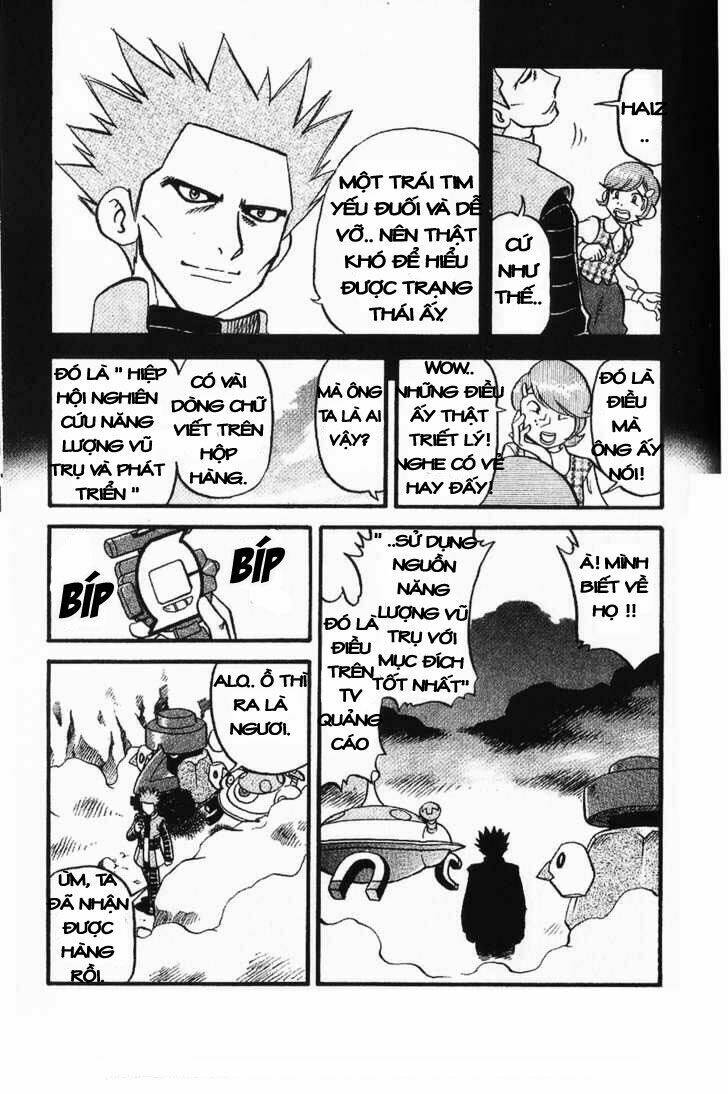 HAIZ
..
CỨ
NHƯ
THẾ..
MỘT TRÁI TIM
YẾU ĐUỐI VÀ DỄ
VỠ.. NÊN THẬT
KHÓ ĐỂ HIỂU
ĐƯỢC TRẠNG
THÁI ẤY.
ĐÓ LÀ
ĐIỀU
MÀ
ÔNG ẤY
NÓI!
WOW..
NHỮNG ĐIỀU
ẤY THẬT
TRIẾT LÝ!
NGHE CÓ VẺ
HAY ĐẤY!
MÀ ÔNG
TA LÀ AI
VẬY?
CÓ VÀI
DÒNG CHỮ
VIẾT TRÊN
HỘP
HÀNG.
ĐÓ LÀ " HIỆP
HỘI NGHIÊN
CỨU NĂNG
LƯỢNG VŨ
TRỤ VÀ PHÁT
TRIỂN "
À! MÌNH
BIẾT VỀ
HỌ !!
" ..SỬ DỤNG
NGUỒN
NĂNG
LƯỢNG VŨ
TRỤ VỚI
MỤC ĐÍCH
TỐT NHẤT"
ĐÓ LÀ
ĐIỀU
TRÊN
TV
QUẢNG
CÁO
BÍP
BÍP
ALO.. Ồ THÌ
RA LÀ
NGƯƠI.
ÙM, TA
ĐÃ NHẬN
ĐƯỢC
HÀNG
RỒI.